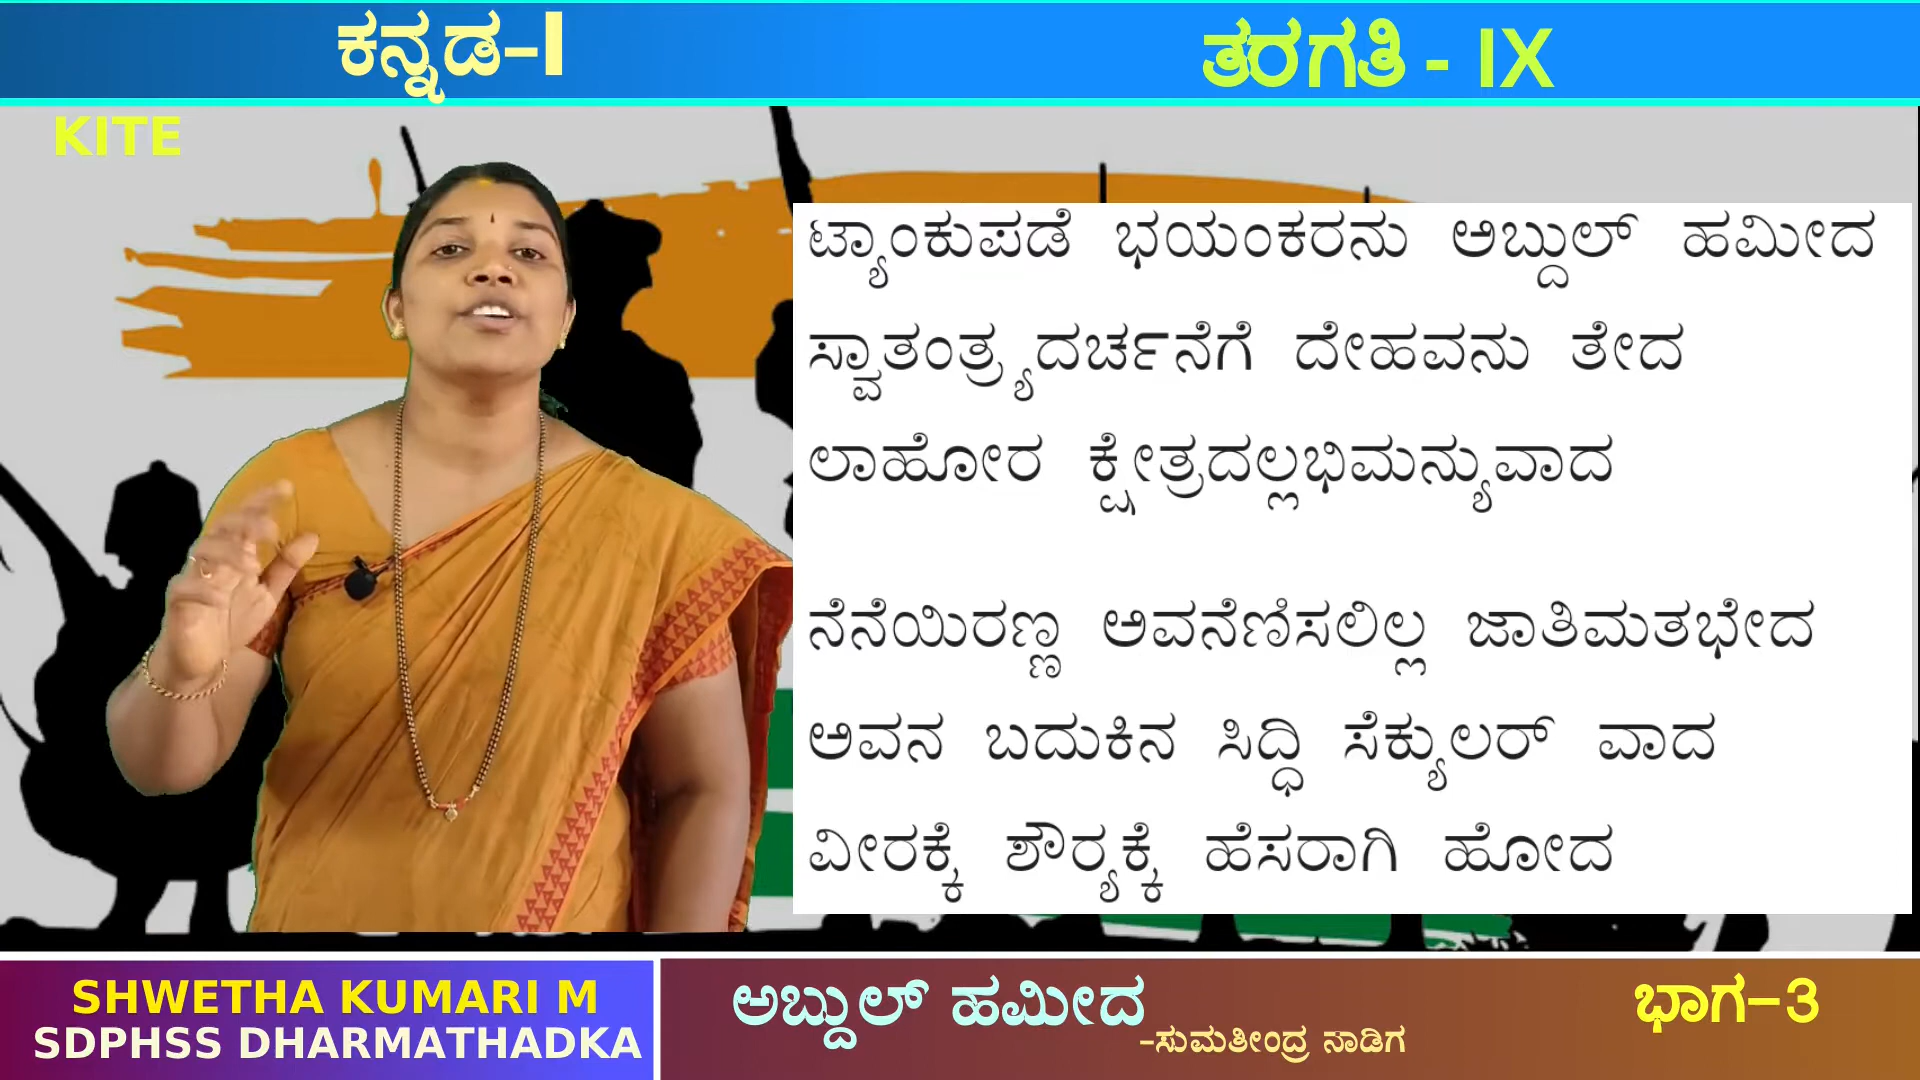 ಕನ್ನಡ-I
ತರಗತಿ - IX
KITE
ಟ್ಯಾಂಕುಪಡೆ ಭಯಂಕರನು ಅಬ್ದುಲ್ ಹಮೀದ
ಸ್ವಾತಂತ್ರ್ಯದರ್ಚನೆಗೆ ದೇಹವನು ತೇದ
ಲಾಹೋರ ಕ್ಷೇತ್ರದಲ್ಲಭಿಮನ್ಯುವಾದ
ನೆನೆಯಿರಣ್ಣ ಅವನೆಣಿಸಲಿಲ್ಲ ಜಾತಿಮತಭೇದ
ಅವನ ಬದುಕಿನ ಸಿದ್ಧಿ ಸೆಕ್ಯುಲರ್ ವಾದ
ವೀರಕ್ಕೆ ಶೌರ‍್ಯಕ್ಕೆ ಹೆಸರಾಗಿ ಹೋದ
SHWETHA KUMARI M
SDPHSS DHARMATHADKA
ಅಬ್ದುಲ್ ಹಮೀದ
-ಸುಮತೀಂದ್ರ ನಾಡಿಗ
ಭಾಗ-3